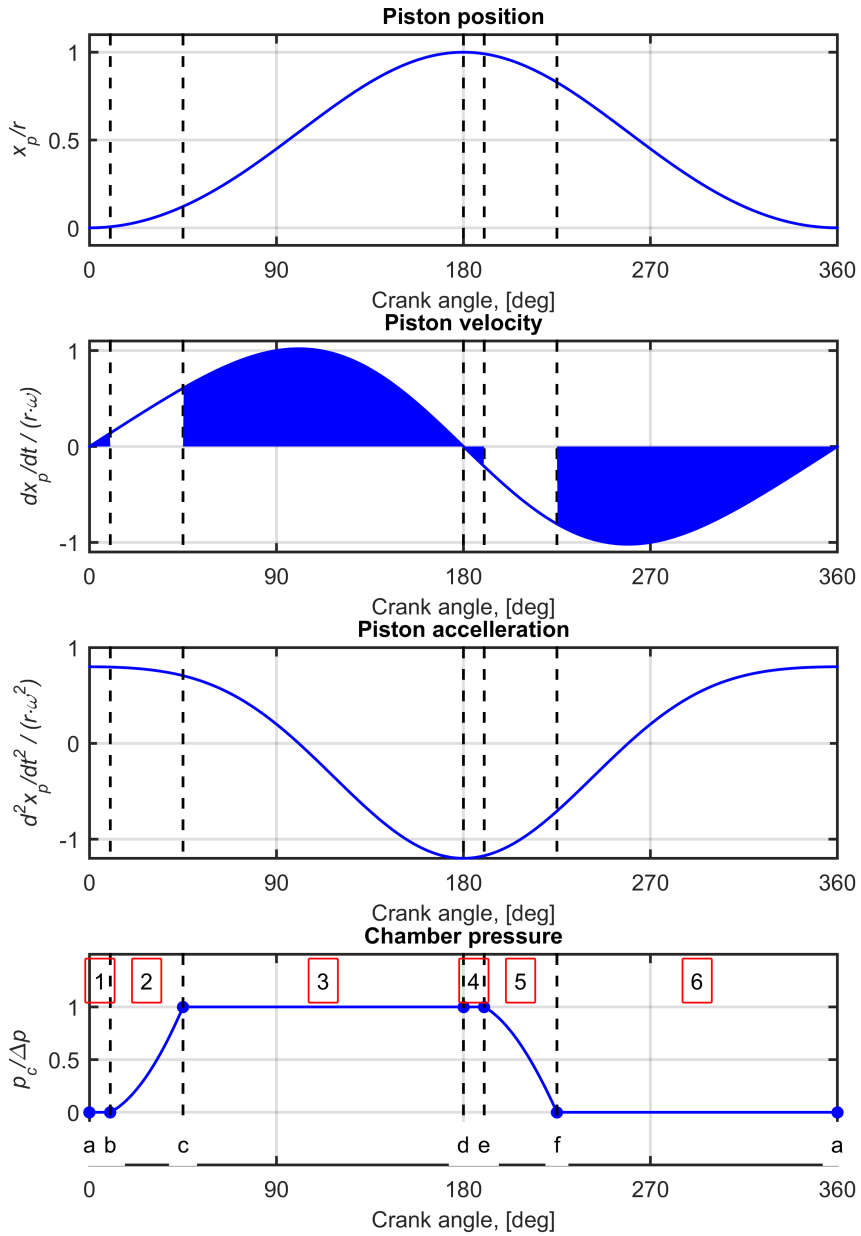 Piston position
1
0.5
0
x_p/r
0 90 180 270 360
Crank angle, [deg]
Piston velocity
1
0
-1
dx_p/dt / (r·ω)
0 90 180 270 360
Crank angle, [deg]
Piston accelleration
1
0
-1
d²x_p/dt² / (r·ω²)
0 90 180 270 360
Crank angle, [deg]
Chamber pressure
1 2 3 4 5 6
1
0.5
0
p_c/Δp
a b c d e f a
0 90 180 270 360
Crank angle, [deg]